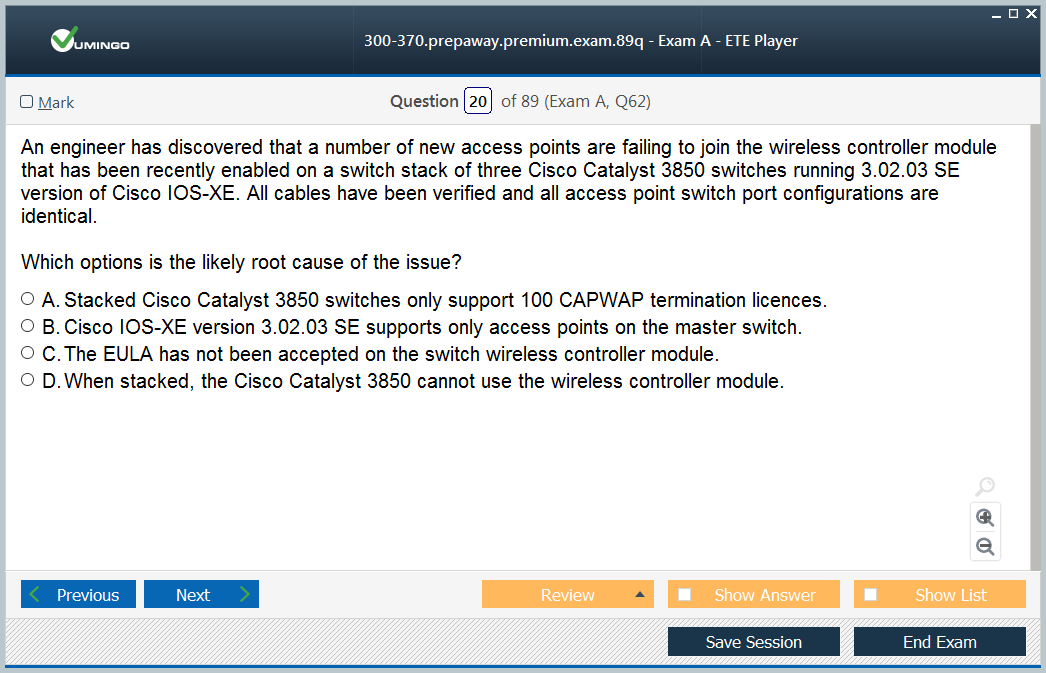 VUMINGO
300-370.prepaway.premium.exam.89q - Exam A - ETE Player
Mark
Question 20 of 89 (Exam A, Q62)
An engineer has discovered that a number of new access points are failing to join the wireless controller module
that has been recently enabled on a switch stack of three Cisco Catalyst 3850 switches running 3.02.03 SE
version of Cisco IOS-XE. All cables have been verified and all access point switch port configurations are
identical.
Which options is the likely root cause of the issue?
A. Stacked Cisco Catalyst 3850 switches only support 100 CAPWAP termination licences.
B. Cisco IOS-XE version 3.02.03 SE supports only access points on the master switch.
C. The EULA has not been accepted on the switch wireless controller module.
D. When stacked, the Cisco Catalyst 3850 cannot use the wireless controller module.
Previous
Next
Review
Show Answer
Show List
Save Session
End Exam